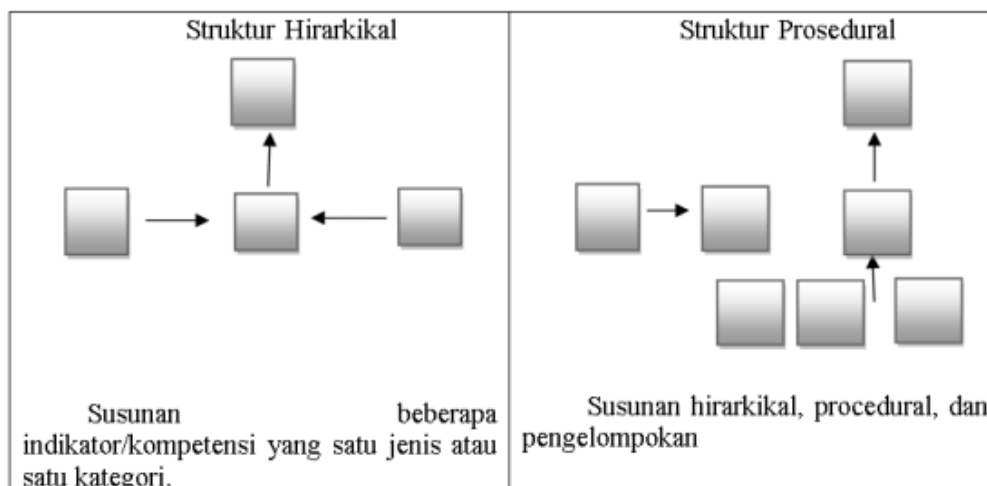 Struktur Hirarkikal
Struktur Prosedural
Susunan beberapa
indikator/kompetensi yang satu jenis atau
satu kategori.
Susunan hirarkikal, procedural, dan
pengelompokan